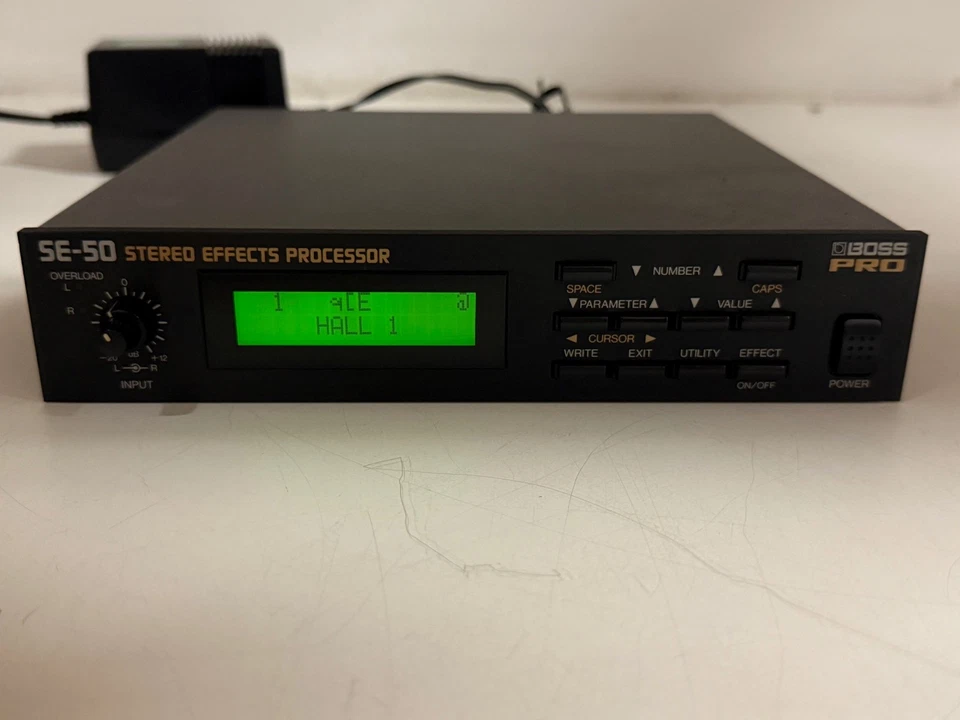 SE-50 STEREO EFFECTS PROCESSOR
BOSS
PRO
OVERLOAD
L
R
0
-20 dB +12
L R
INPUT
1
HALL 1
▼ NUMBER ▲
SPACE CAPS
▼ PARAMETER ▲ ▼ VALUE ▲
◀ CURSOR ▶
WRITE EXIT UTILITY EFFECT
ON/OFF
POWER